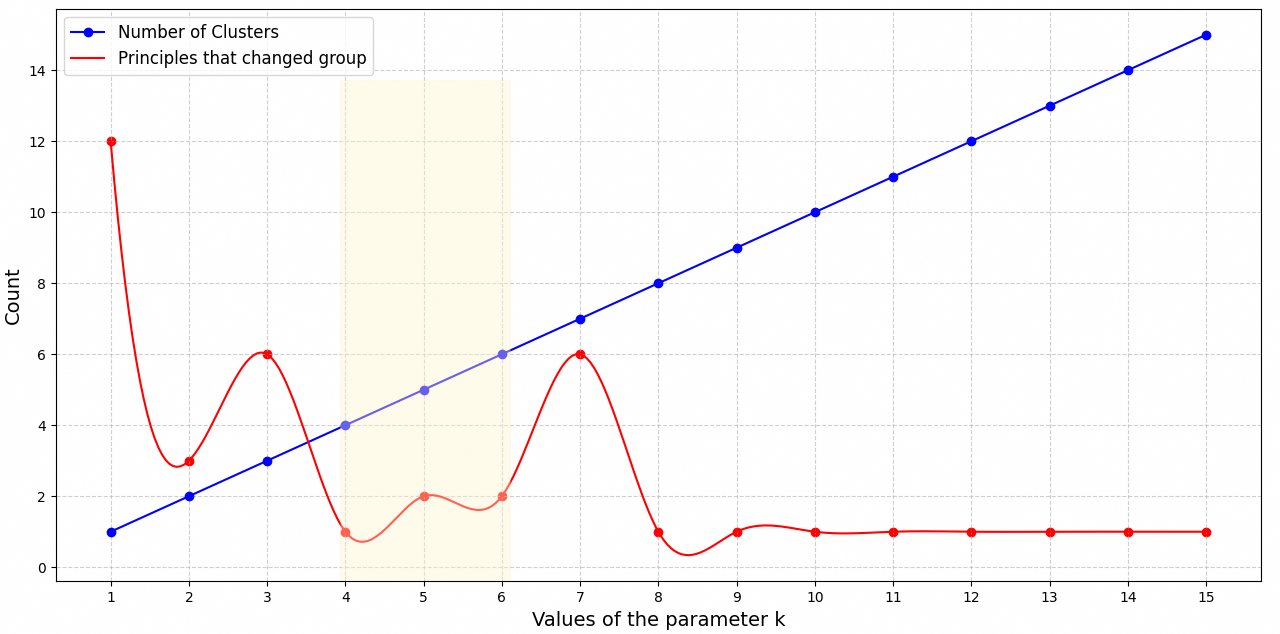 Number of Clusters
Principles that changed group
Count
14
12
10
8
6
4
2
0
1 2 3 4 5 6 7 8 9 10 11 12 13 14 15
Values of the parameter k